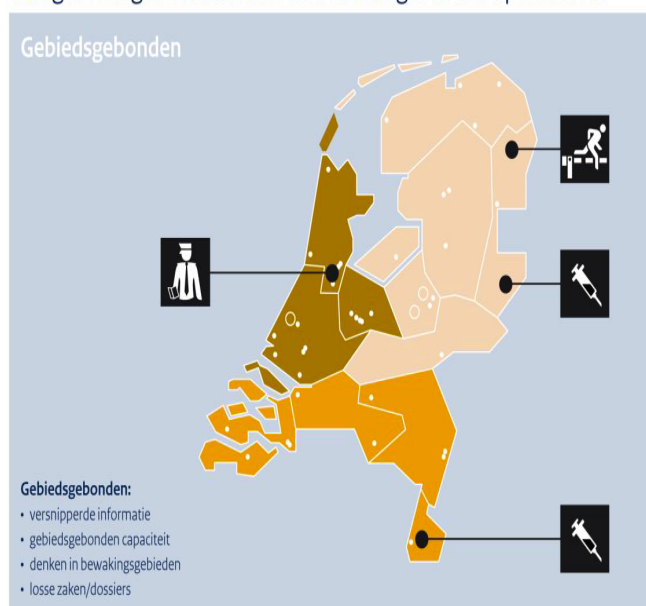 Gebiedsgebonden
Gebiedsgebonden:
• versnipperde informatie
• gebiedsgebonden capaciteit
• denken in bewakingsgebieden
• losse zaken/dossiers